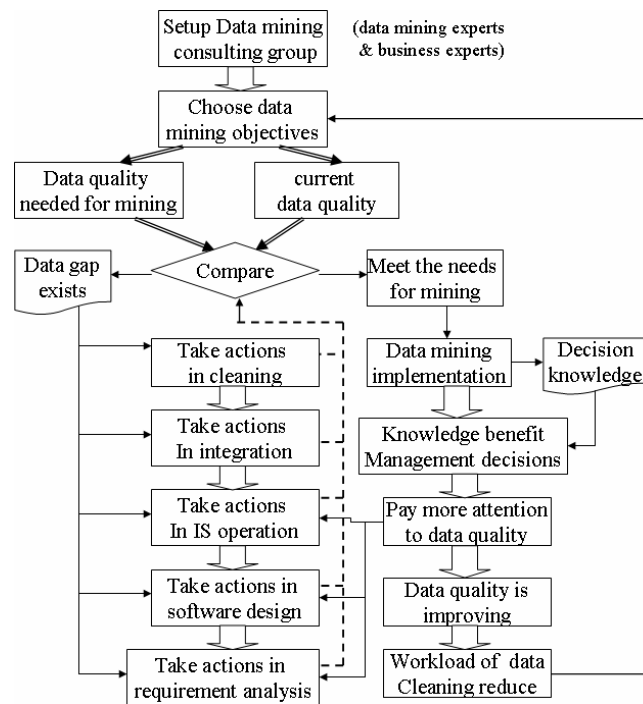 Setup Data mining
consulting group
(data mining experts
& business experts)
Choose data
mining objectives
Data quality
needed for mining
current
data quality
Data gap
exists
Compare
Meet the needs
for mining
Take actions
in cleaning
Data mining
implementation
Decision
knowledge
Take actions
In integration
Knowledge benefit
Management decisions
Take actions
In IS operation
Pay more attention
to data quality
Take actions in
software design
Data quality is
improving
Take actions in
requirement analysis
Workload of data
Cleaning reduce